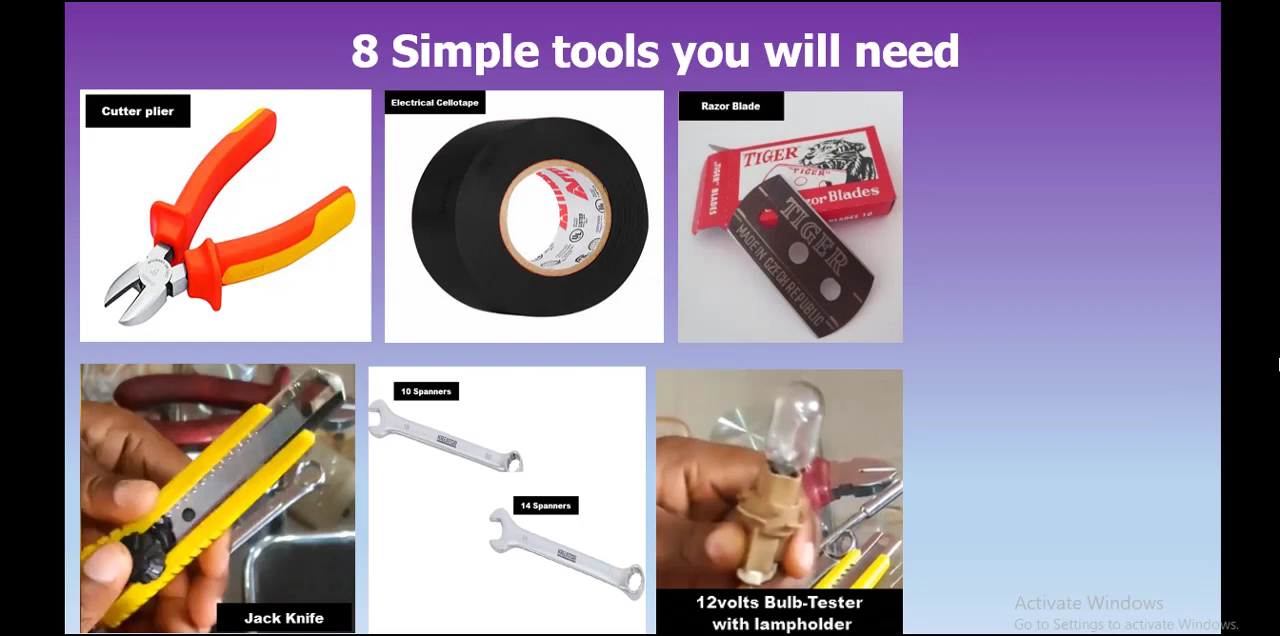 8 Simple tools you will need
Cutter plier
Electrical Cellotape
Razor Blade
TIGER
"TIGER"
Razor Blades
TIGER
MADE IN CZECH REPUBLIC
10 Spanners
14 Spanners
Jack Knife
12volts Bulb-Tester
with lampholder
Activate Windows
Go to Settings to activate Windows.